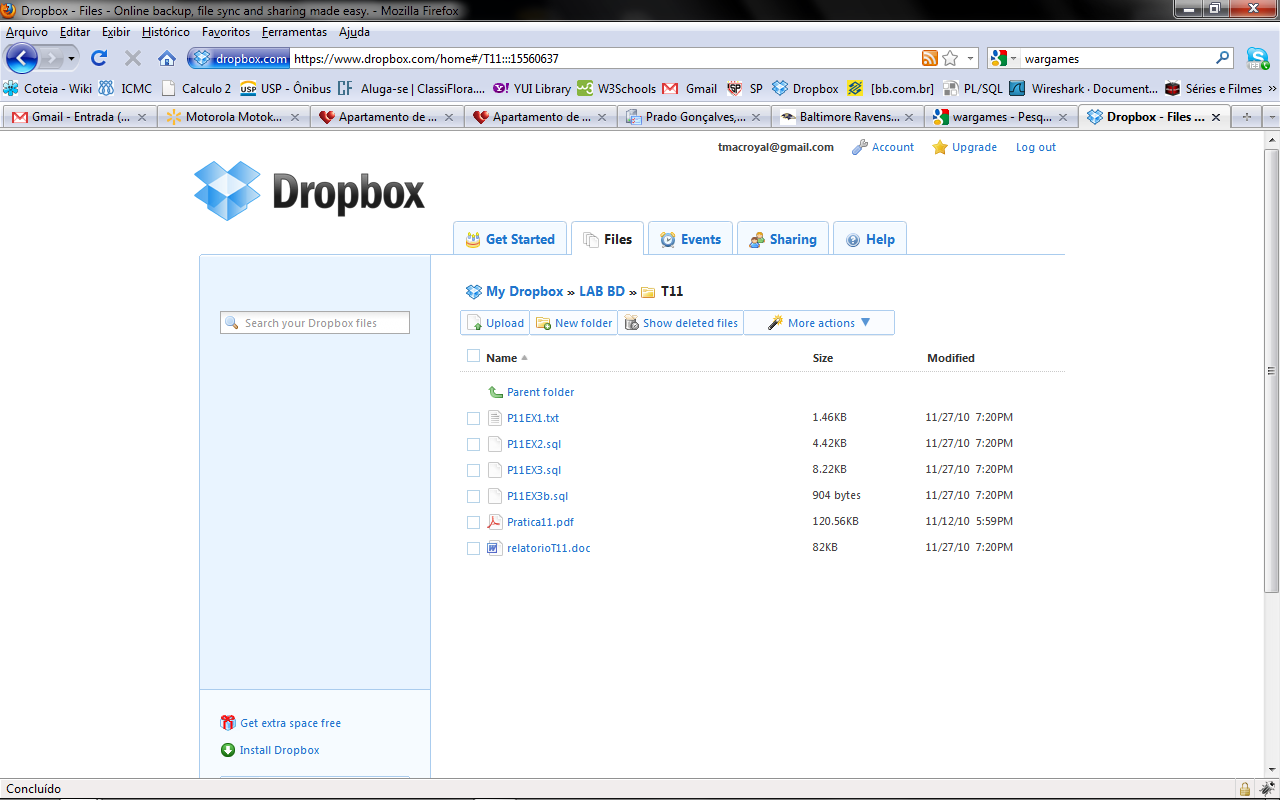 Dropbox - Files - Online backup, file sync and sharing made easy. - Mozilla Firefox
Arquivo Editar Exibir Histórico Favoritos Ferramentas Ajuda
dropbox.com https://www.dropbox.com/home#/T11:::15560637 wargames
Coteia - Wiki ICMC Calculo 2 USP USP - Ônibus CF Aluga-se | ClassiFlora.... Y! YUI Library W3Schools Gmail SP Dropbox [bb.com.br] PL/SQL Wireshark · Document... Séries e Filmes »
Gmail - Entrada (... Motorola Motok... Apartamento de ... Apartamento de ... Prado Gonçalves,... Baltimore Ravens... wargames - Pesq... Dropbox - Files ...
tmacroyal@gmail.com Account Upgrade Log out
Dropbox
Get Started Files Events Sharing Help
My Dropbox » LAB BD » T11
Search your Dropbox files
Upload New folder Show deleted files More actions
Name Size Modified
Parent folder
P11EX1.txt 1.46KB 11/27/10 7:20PM
P11EX2.sql 4.42KB 11/27/10 7:20PM
P11EX3.sql 8.22KB 11/27/10 7:20PM
P11EX3b.sql 904 bytes 11/27/10 7:20PM
Pratica11.pdf 120.56KB 11/12/10 5:59PM
relatorioT11.doc 82KB 11/27/10 7:20PM
Get extra space free
Install Dropbox
Concluído